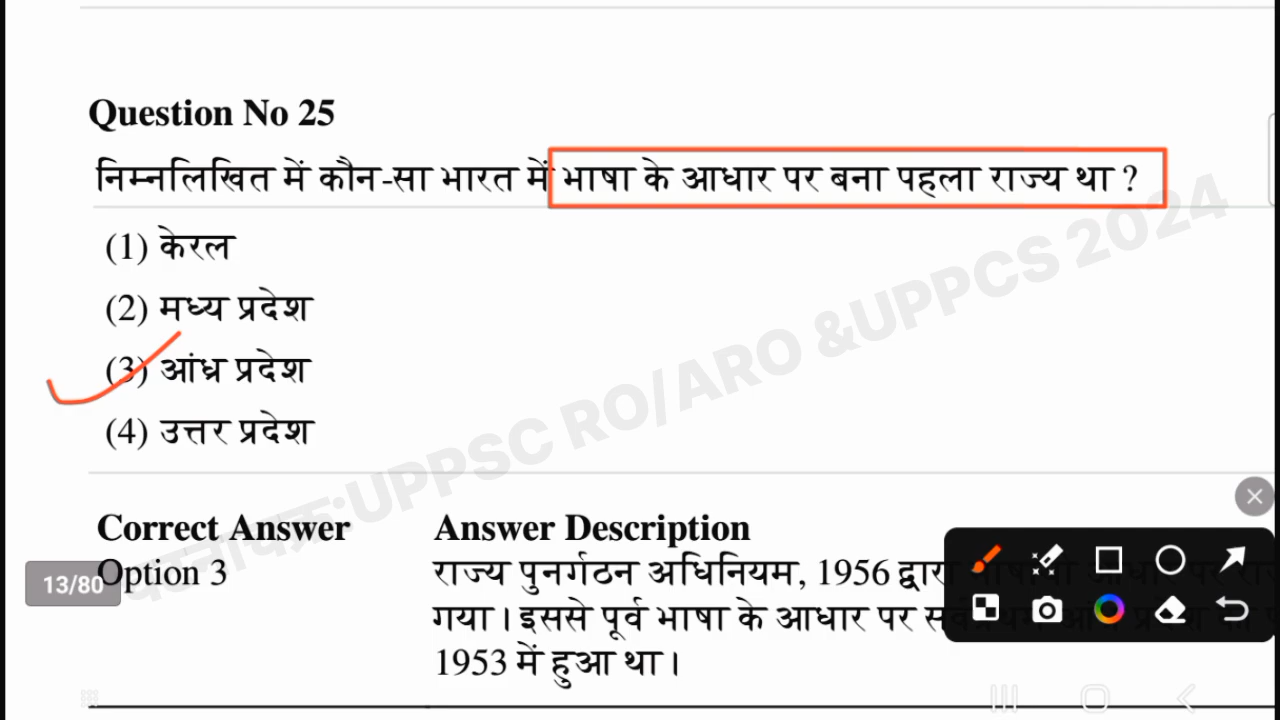 Question No 25
निम्नलिखित में कौन-सा भारत में भाषा के आधार पर बना पहला राज्य था ?
(1) केरल
(2) मध्य प्रदेश
(3) आंध्र प्रदेश
(4) उत्तर प्रदेश
UPPSC RO/ARO &UPPCS 2024
Correct Answer
Answer Description
Option 3
राज्य पुनर्गठन अधिनियम, 1956 द्वारा
गया । इससे पूर्व भाषा के आधार पर
1953 में हुआ था ।
13/80